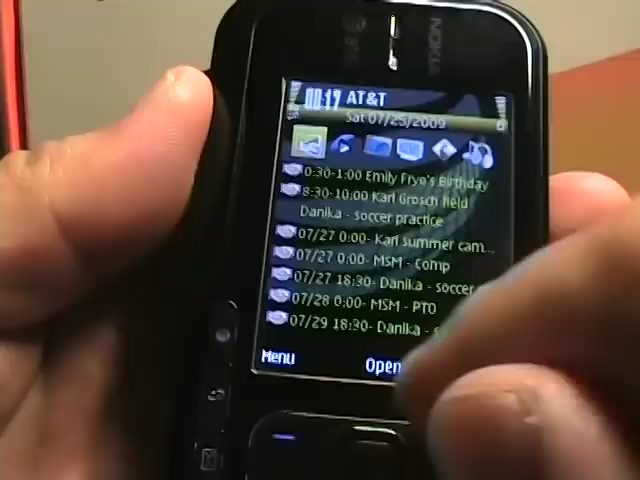 NOKIA
at&t
00:17 AT&T
Sat 07/25/2009
0:30-1:00 Emily Frye's Birthday
8:30-10:00 Karl Grosch field
Danika - soccer practice
07/27 0:00- Karl summer cam...
07/27 0:00- MSM - Comp
07/27 18:30- Danika - soccer
07/28 0:00- MSM - PTO
07/29 18:30- Danika - s
Menu
Open